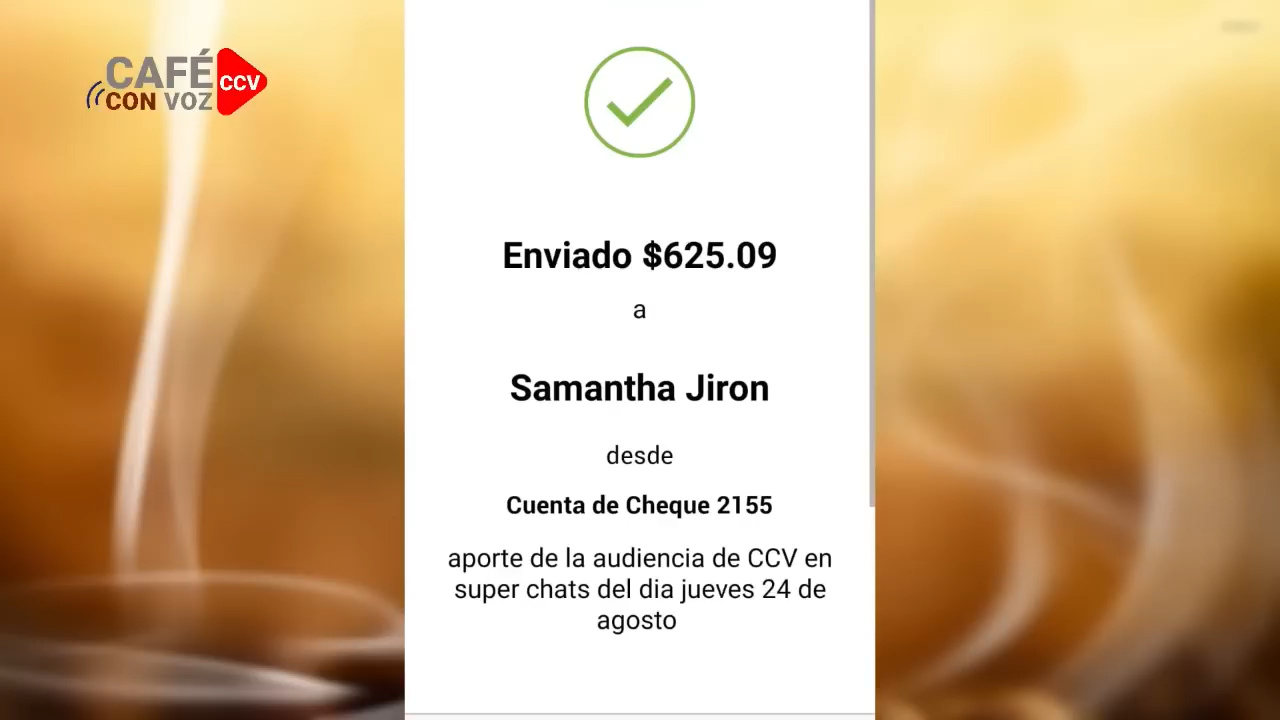 CAFÉ
CON VOZ
CCV
Enviado $625.09
a
Samantha Jiron
desde
Cuenta de Cheque 2155
aporte de la audiencia de CCV en
super chats del dia jueves 24 de
agosto